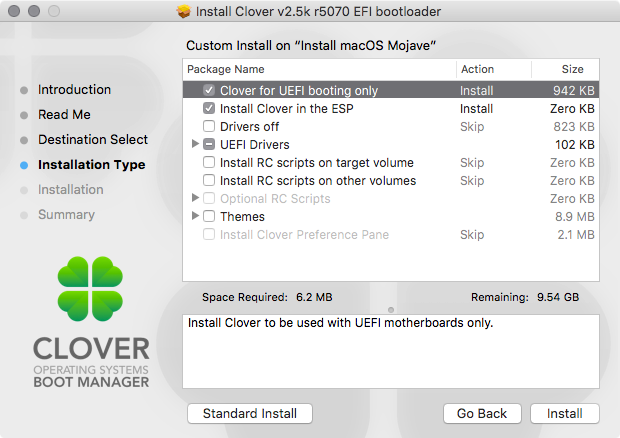 Install Clover v2.5k r5070 EFI bootloader
Custom Install on “Install macOS Mojave”
Introduction
Read Me
Destination Select
Installation Type
Installation
Summary
Package Name Action Size
Clover for UEFI booting only Install 942 KB
Install Clover in the ESP Install Zero KB
Drivers off Skip 823 KB
UEFI Drivers 102 KB
Install RC scripts on target volume Skip Zero KB
Install RC scripts on other volumes Skip Zero KB
Optional RC Scripts Zero KB
Themes 8.9 MB
Install Clover Preference Pane Skip 2.1 MB
Space Required: 6.2 MB Remaining: 9.54 GB
Install Clover to be used with UEFI motherboards only.
CLOVER
OPERATING SYSTEMS
BOOT MANAGER
Standard Install Go Back Install